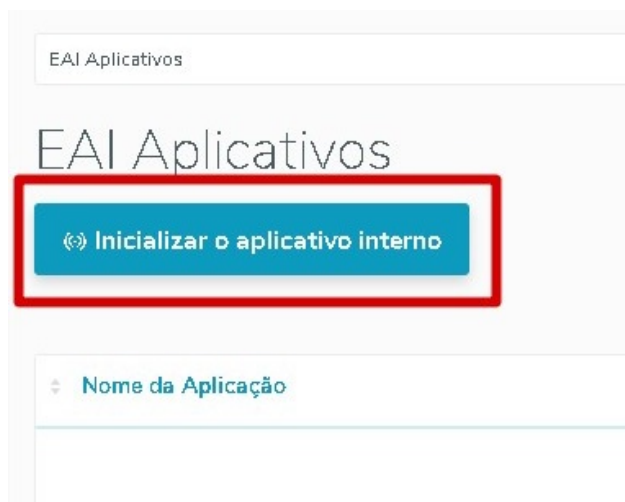 EAI Aplicativos
EAI Aplicativos
Inicializar o aplicativo interno
Nome da Aplicação